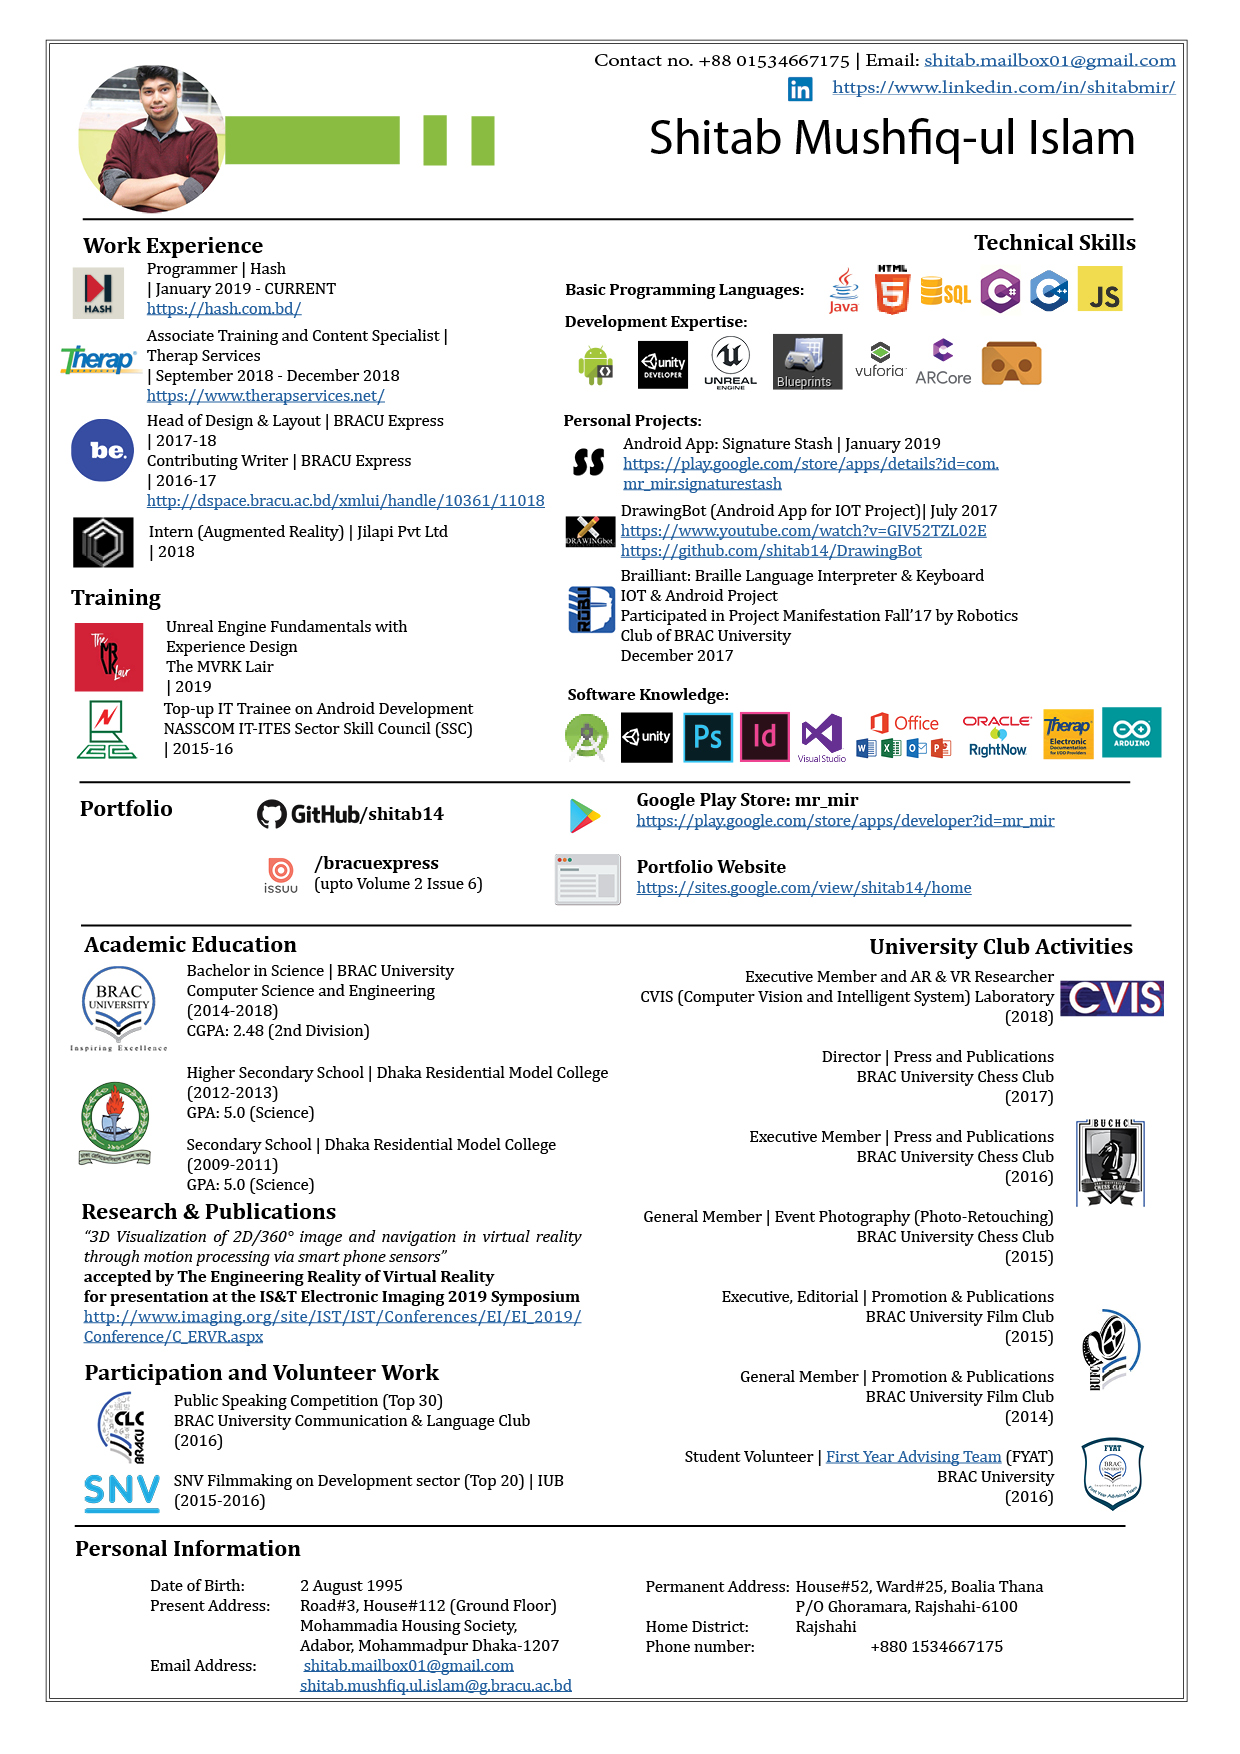 Contact no. +88 01534667175 | Email: shitab.mailbox01@gmail.com
in https://www.linkedin.com/in/shitabmir/
Shitab Mushfiq-ul Islam
Work Experience
HASH
Programmer | Hash
| January 2019 - CURRENT
https://hash.com.bd/
Therap
SERVICES
Associate Training and Content Specialist |
Therap Services
| September 2018 - December 2018
https://www.therapservices.net/
be.
Head of Design & Layout | BRACU Express
| 2017-18
Contributing Writer | BRACU Express
| 2016-17
http://dspace.bracu.ac.bd/xmlui/handle/10361/11018
Intern (Augmented Reality) | Jilapi Pvt Ltd
| 2018
Training
The
MVRK
Lair
Unreal Engine Fundamentals with
Experience Design
The MVRK Lair
| 2019
Top-up IT Trainee on Android Development
NASSCOM IT-ITES Sector Skill Council (SSC)
| 2015-16
Technical Skills
Basic Programming Languages:
Java
HTML
5
SQL
C#
C++
JS
Development Expertise:
unity
DEVELOPER
UNREAL
ENGINE
Blueprints
vuforia
ARCore
Personal Projects:
SS
Android App: Signature Stash | January 2019
https://play.google.com/store/apps/details?id=com.
mr_mir.signaturestash
DRAWINGbot
DrawingBot (Android App for IOT Project)| July 2017
https://www.youtube.com/watch?v=GIV52TZL02E
https://github.com/shitab14/DrawingBot
ROBU
Brailliant: Braille Language Interpreter & Keyboard
IOT & Android Project
Participated in Project Manifestation Fall’17 by Robotics
Club of BRAC University
December 2017
Software Knowledge:
unity
Ps
Id
Visual Studio
Office
ORACLE
RightNow
Therap
Electronic
Documentation
for I/DD Providers
ARDUINO
Portfolio
GitHub/shitab14
issuu
/bracuexpress
(upto Volume 2 Issue 6)
Google Play Store: mr_mir
https://play.google.com/store/apps/developer?id=mr_mir
Portfolio Website
https://sites.google.com/view/shitab14/home
Academic Education
BRAC
UNIVERSITY
Inspiring Excellence
Bachelor in Science | BRAC University
Computer Science and Engineering
(2014-2018)
CGPA: 2.48 (2nd Division)
Higher Secondary School | Dhaka Residential Model College
(2012-2013)
GPA: 5.0 (Science)
Secondary School | Dhaka Residential Model College
(2009-2011)
GPA: 5.0 (Science)
Research & Publications
“3D Visualization of 2D/360° image and navigation in virtual reality
through motion processing via smart phone sensors”
accepted by The Engineering Reality of Virtual Reality
for presentation at the IS&T Electronic Imaging 2019 Symposium
http://www.imaging.org/site/IST/IST/Conferences/EI/EI_2019/
Conference/C_ERVR.aspx
Participation and Volunteer Work
CLC
BRACU
Public Speaking Competition (Top 30)
BRAC University Communication & Language Club
(2016)
SNV
SNV Filmmaking on Development sector (Top 20) | IUB
(2015-2016)
University Club Activities
Executive Member and AR & VR Researcher
CVIS (Computer Vision and Intelligent System) Laboratory
(2018)
CVIS
Director | Press and Publications
BRAC University Chess Club
(2017)
Executive Member | Press and Publications
BRAC University Chess Club
(2016)
BUCHC
CHESS CLUB
General Member | Event Photography (Photo-Retouching)
BRAC University Chess Club
(2015)
Executive, Editorial | Promotion & Publications
BRAC University Film Club
(2015)
BUFC
General Member | Promotion & Publications
BRAC University Film Club
(2014)
Student Volunteer | First Year Advising Team (FYAT)
BRAC University
(2016)
FYAT
BRAC
UNIVERSITY
First Year Advising Team
Personal Information
Date of Birth: 2 August 1995
Present Address: Road#3, House#112 (Ground Floor)
Mohammadia Housing Society,
Adabor, Mohammadpur Dhaka-1207
Email Address: shitab.mailbox01@gmail.com
shitab.mushfiq.ul.islam@g.bracu.ac.bd
Permanent Address: House#52, Ward#25, Boalia Thana
P/O Ghoramara, Rajshahi-6100
Home District: Rajshahi
Phone number: +880 1534667175